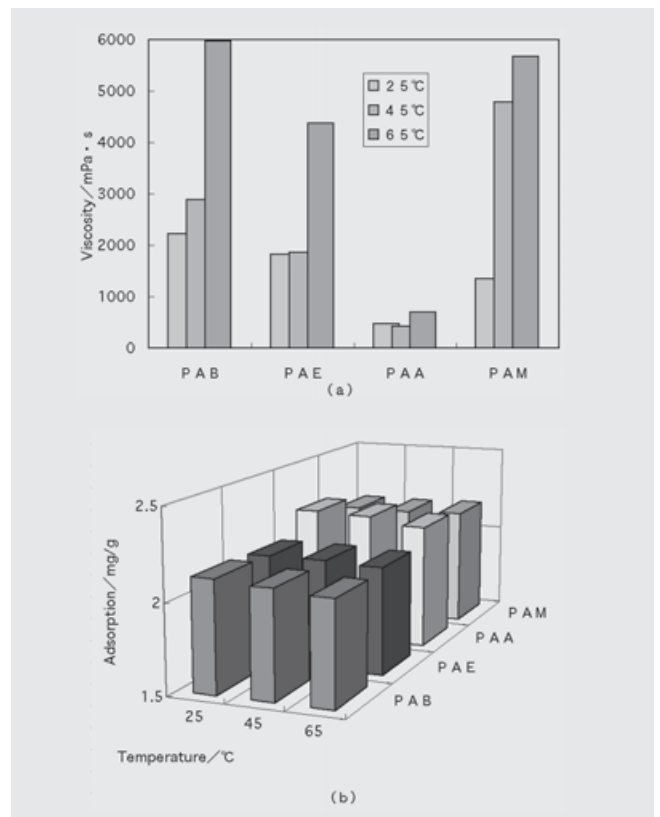 6000
5000
4000
3000
2000
1000
0
Viscosity／mPa・s
２５℃
４５℃
６５℃
ＰＡＢ ＰＡＥ ＰＡＡ ＰＡＭ
(a)
2.5
2
1.5
Adsorption／mg/g
25 45 65
Temperature／℃
ＰＡＢ
ＰＡＥ
ＰＡＡ
ＰＡＭ
(b)